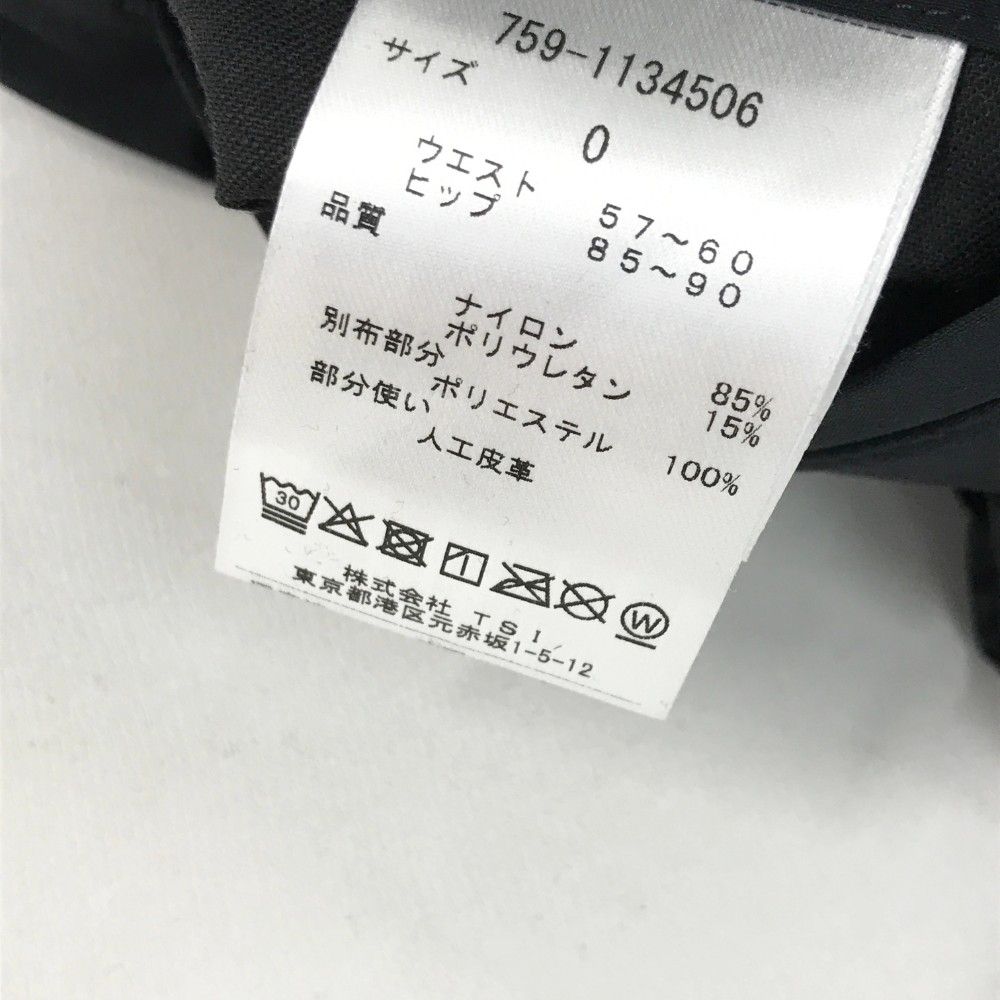 759-1134506
サイズ
0
ウエスト 57~60
ヒップ 85~90
品質
ナイロン 85%
ポリウレタン 15%
別布部分
ポリエステル 100%
部分使い
人工皮革
30
W
株式会社 TSI
東京都港区元赤坂1-5-12